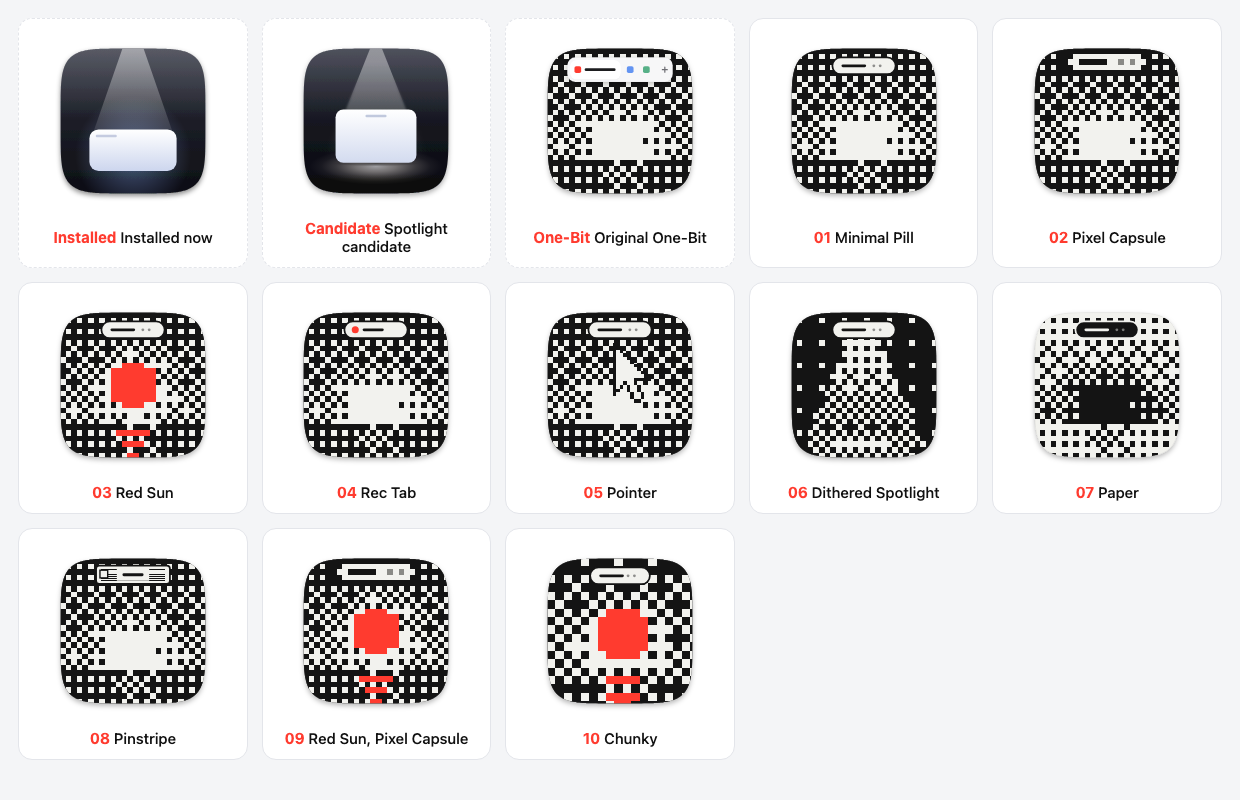 Installed Installed now
Candidate Spotlight
candidate
One-Bit Original One-Bit
01 Minimal Pill
02 Pixel Capsule
03 Red Sun
04 Rec Tab
05 Pointer
06 Dithered Spotlight
07 Paper
08 Pinstripe
09 Red Sun, Pixel Capsule
10 Chunky